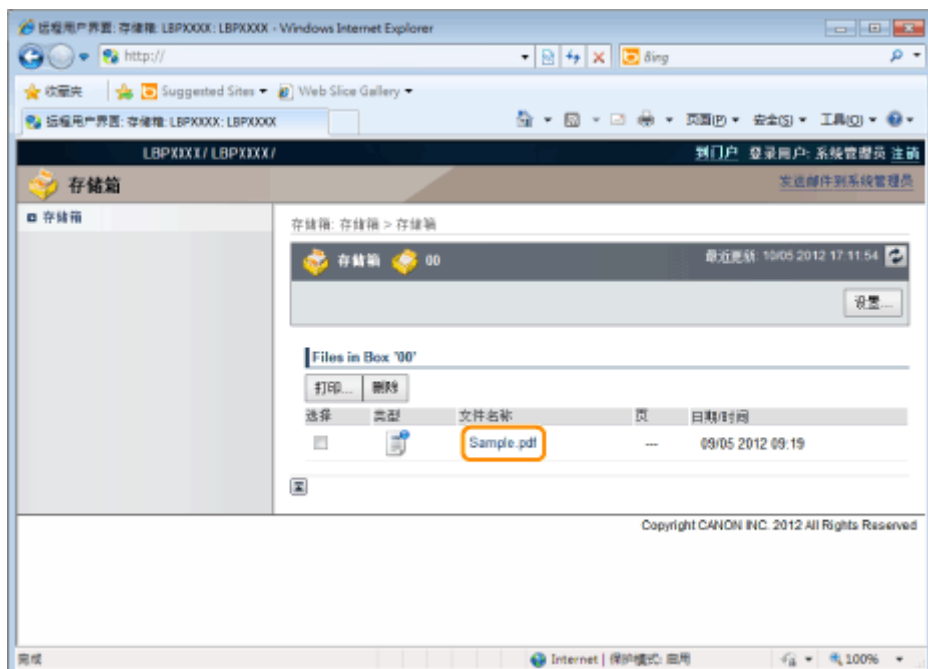 远程用户界面: 存储箱: LBPXXXX : LBPXXXX - Windows Internet Explorer
http://
Bing
收藏夹 Suggested Sites Web Slice Gallery
远程用户界面: 存储箱: LBPXXXX: LBPXXXX 页面(P) 安全(S) 工具(O)
LBPXXXX / LBPXXXX / 到门户 登录用户: 系统管理员 注销
存储箱 发送邮件到系统管理员
存储箱
存储箱: 存储箱 > 存储箱
存储箱 00 最近更新: 10/05 2012 17:11:54
设置...
Files in Box '00'
打印... 删除
选择 类型 文件名称 页 日期/时间
Sample.pdf --- 09/05 2012 09:19
Copyright CANON INC. 2012 All Rights Reserved
完成 Internet | 保护模式: 启用 100%